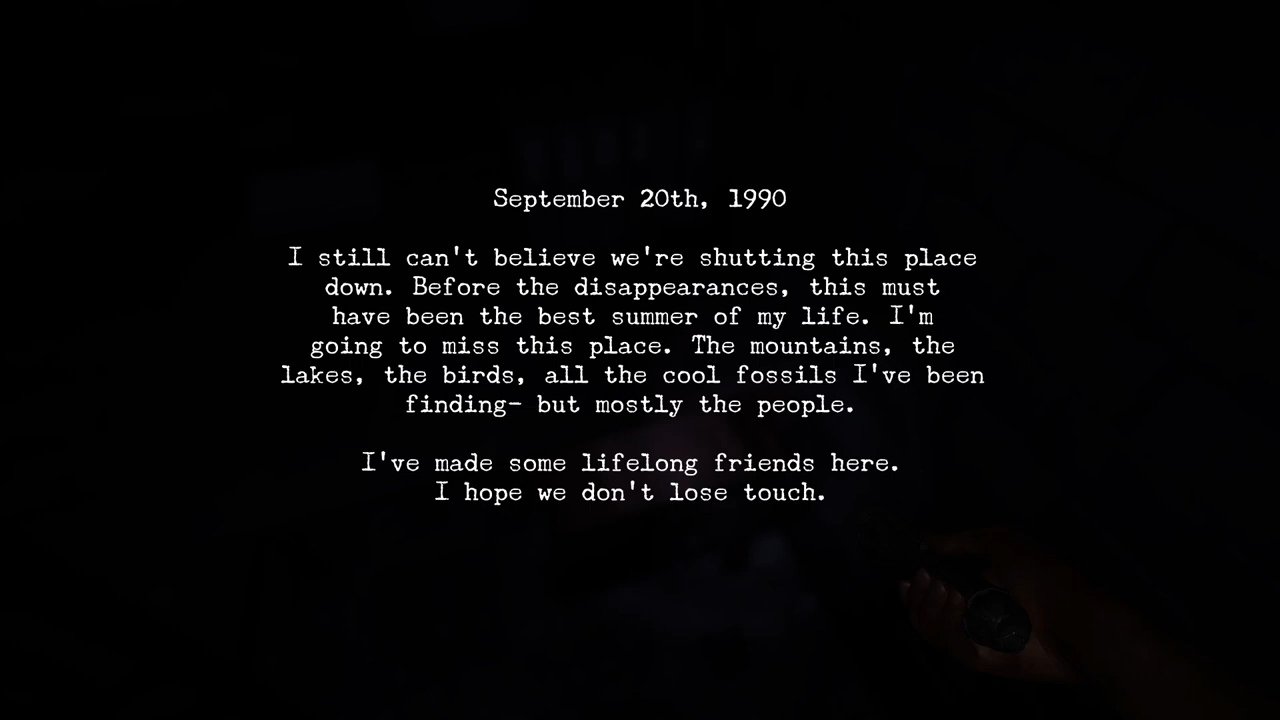 September 20th, 1990
I still can't believe we're shutting this place
down. Before the disappearances, this must
have been the best summer of my life. I'm
going to miss this place. The mountains, the
lakes, the birds, all the cool fossils I've been
finding- but mostly the people.
I've made some lifelong friends here.
I hope we don't lose touch.